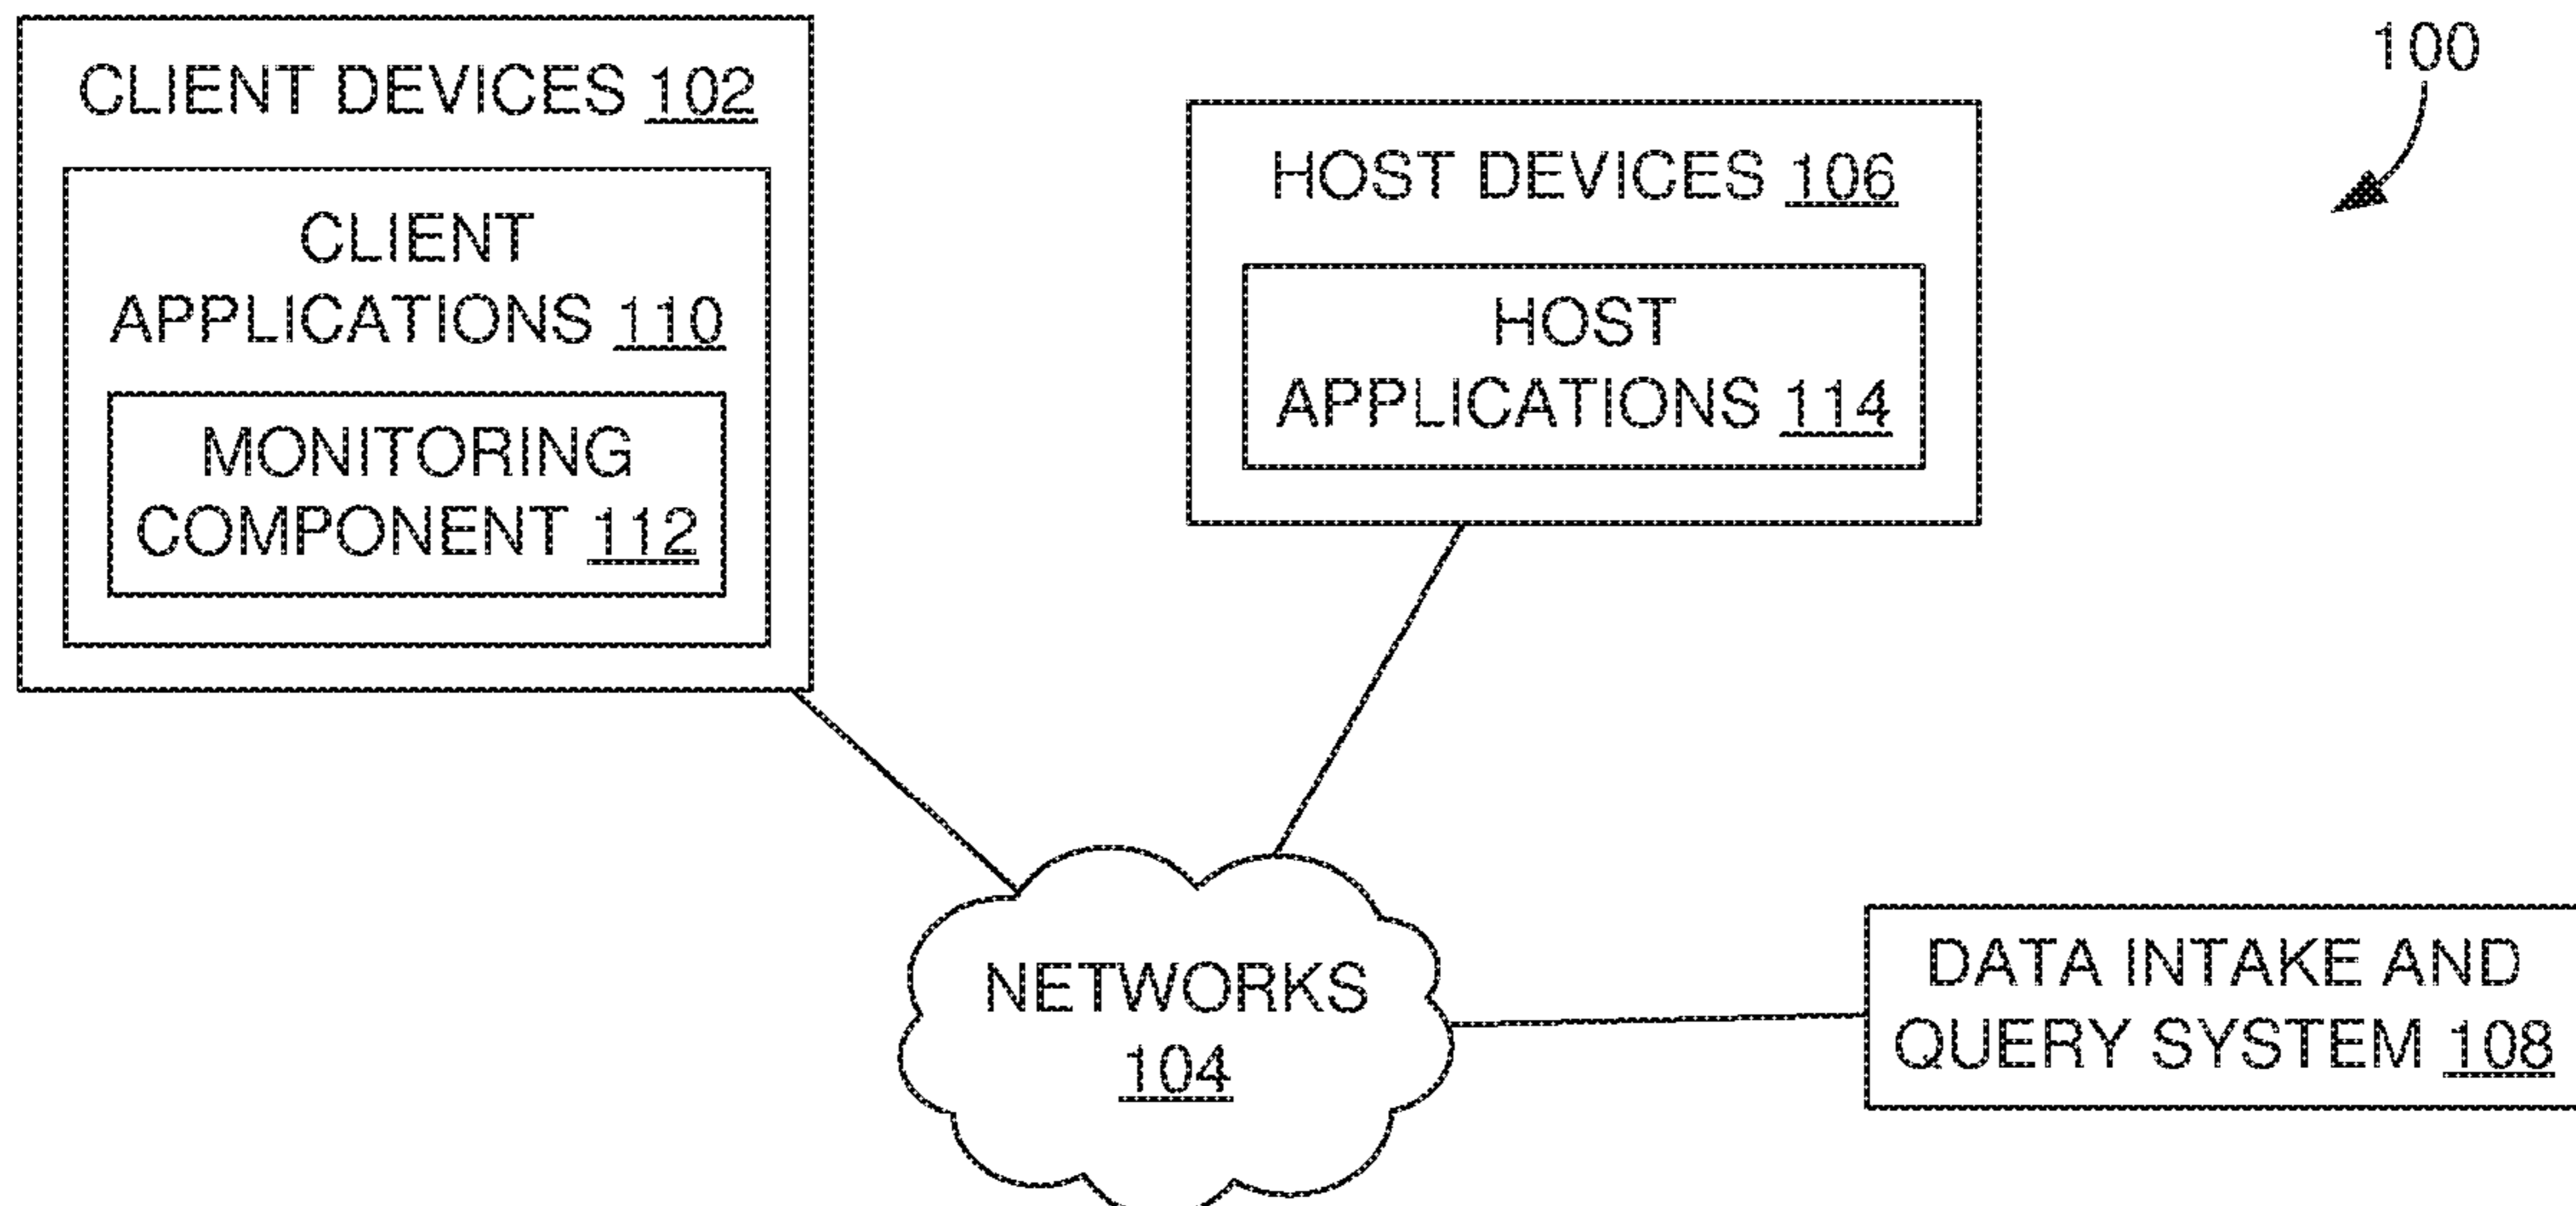 CLIENT DEVICES 102
CLIENT
APPLICATIONS 110
MONITORING
COMPONENT 112
HOST DEVICES 106
HOST
APPLICATIONS 114
100
NETWORKS
104
DATA INTAKE AND
QUERY SYSTEM 108